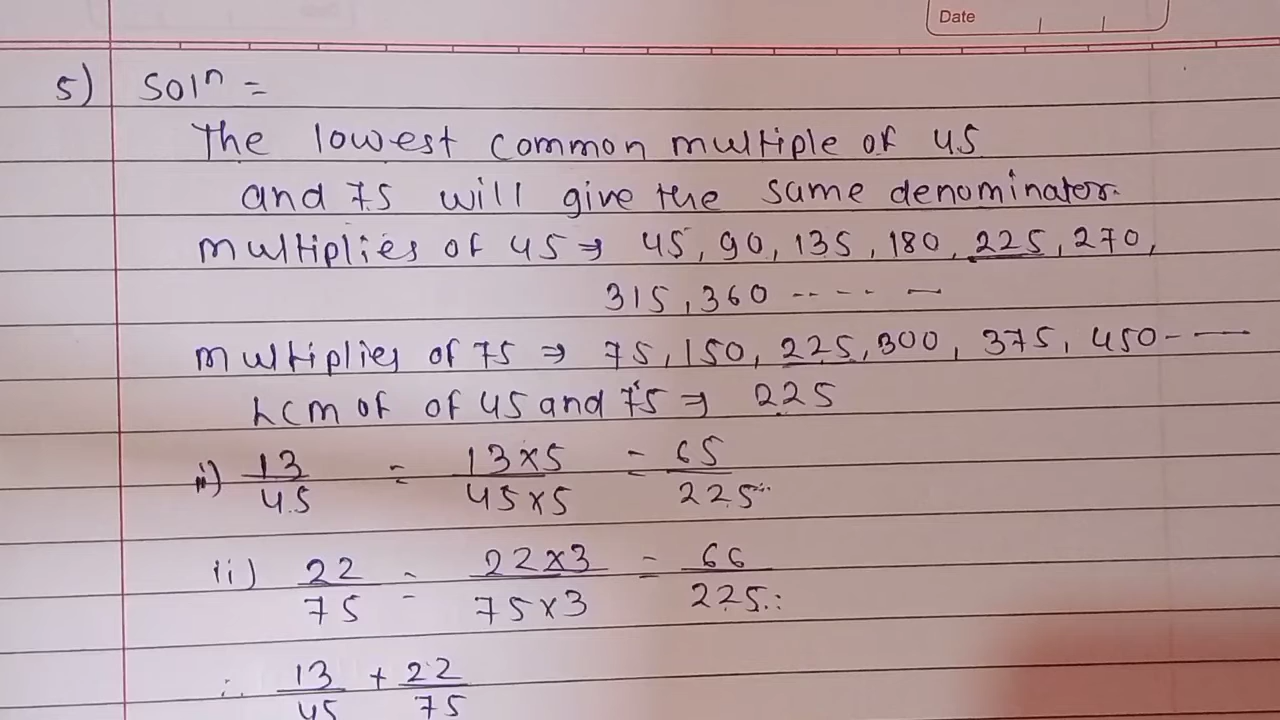 Date
5) Solⁿ =
The lowest common multiple of 45
and 75 will give the same denominator.
multiplies of 45 ⇒ 45, 90, 135, 180, 225, 270,
315, 360 ---- —
multiplies of 75 ⇒ 75, 150, 225, 300, 375, 450 - —
LCM of of 45 and 75 ⇒ 225
i) 13/45 = 13×5/45×5 = 65/225
ii) 22/75 = 22×3/75×3 = 66/225
∴ 13/45 + 22/75